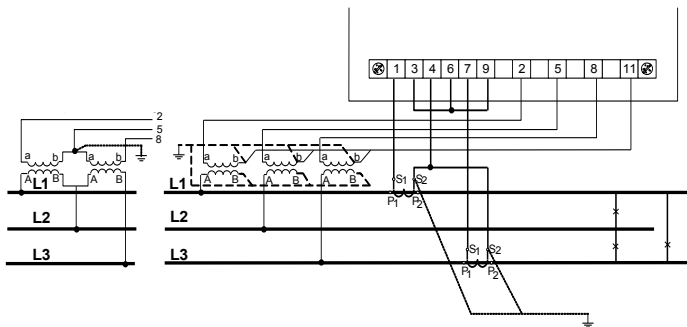 1 3 4 6 7 9 2 5 8 11
2
5
8
a b a b
A B A B
a b a b a b
A B A B A B
L1 L1
S1 S2
P1 P2
L2 L2
S1 S2
L3 L3
P1 P2